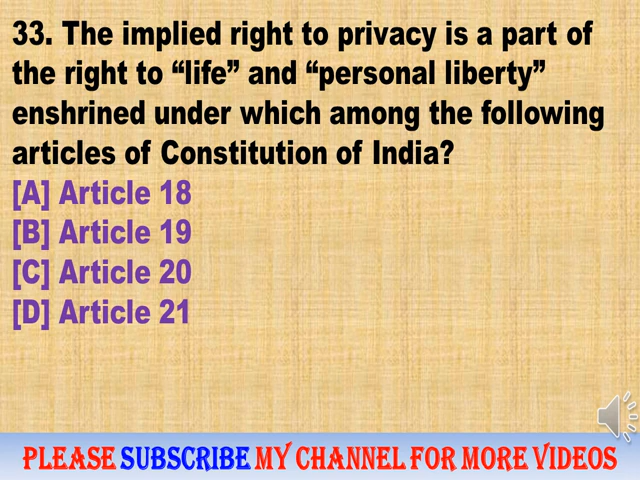 33. The implied right to privacy is a part of
the right to “life” and “personal liberty”
enshrined under which among the following
articles of Constitution of India?
[A] Article 18
[B] Article 19
[C] Article 20
[D] Article 21
PLEASE SUBSCRIBE MY CHANNEL FOR MORE VIDEOS